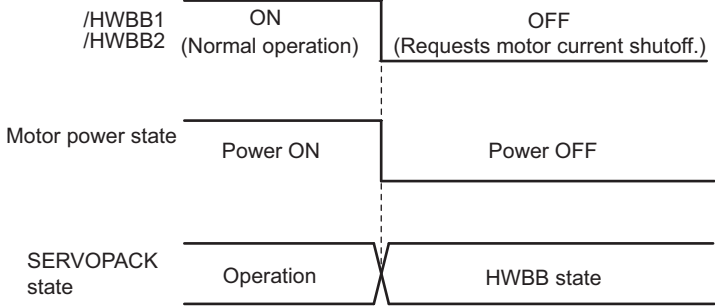 /HWBB1
/HWBB2
ON
(Normal operation)
OFF
(Requests motor current shutoff.)
Motor power state
Power ON
Power OFF
SERVOPACK
state
Operation
HWBB state